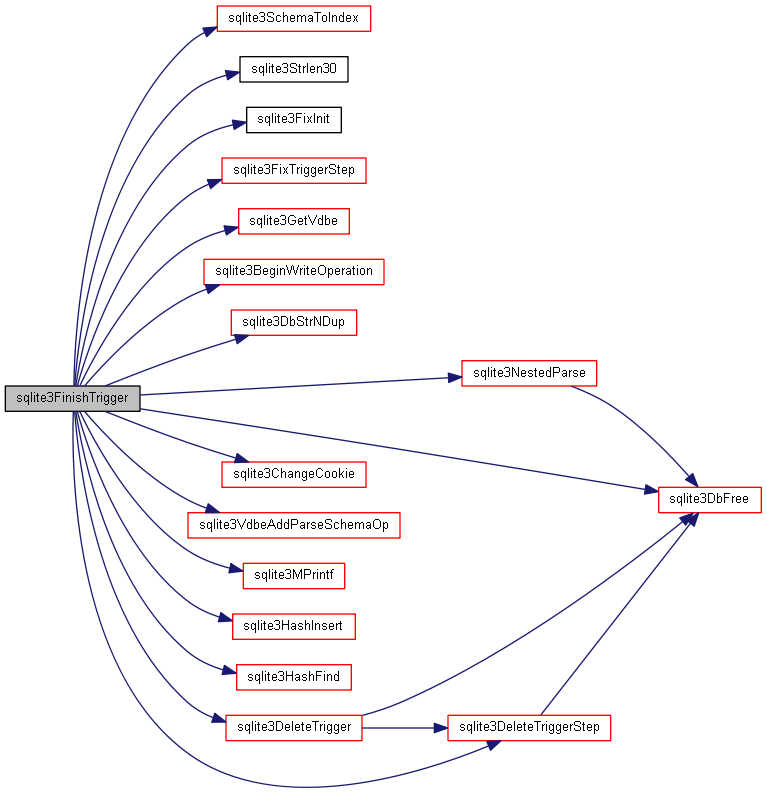 sqlite3SchemaToIndex
sqlite3Strlen30
sqlite3FixInit
sqlite3FixTriggerStep
sqlite3GetVdbe
sqlite3BeginWriteOperation
sqlite3DbStrNDup
sqlite3NestedParse
sqlite3FinishTrigger
sqlite3ChangeCookie
sqlite3DbFree
sqlite3VdbeAddParseSchemaOp
sqlite3MPrintf
sqlite3HashInsert
sqlite3HashFind
sqlite3DeleteTrigger
sqlite3DeleteTriggerStep